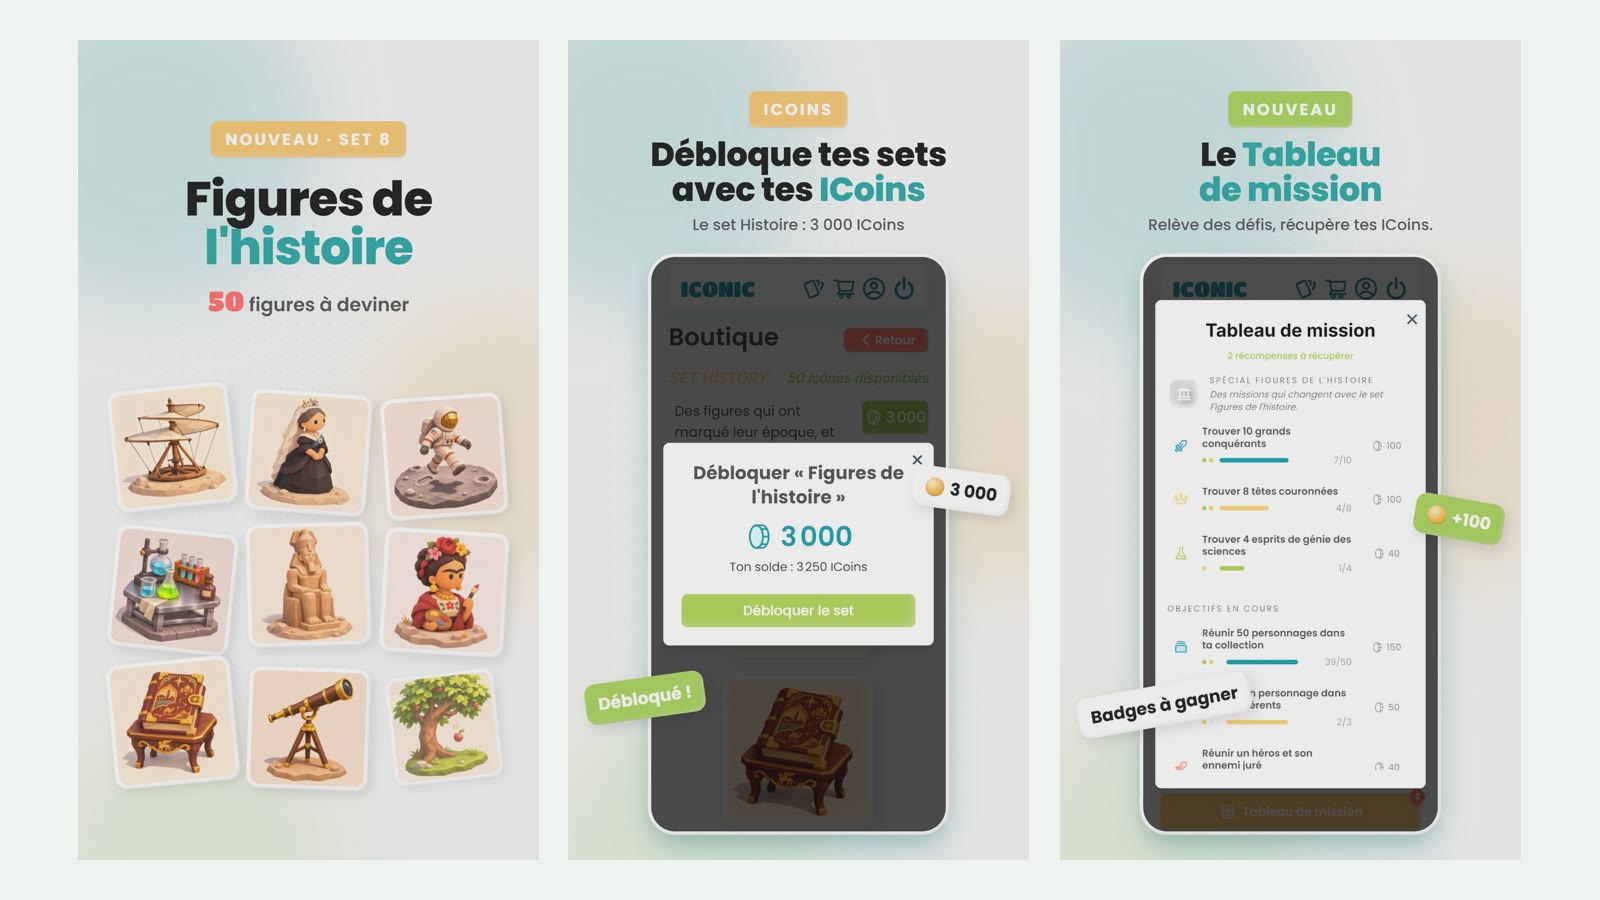 NOUVEAU · SET 8
Figures de
l'histoire
50 figures à deviner
ICOINS
Débloque tes sets
avec tes ICoins
Le set Histoire : 3 000 ICoins
ICONIC
Boutique
Retour
SET HISTORY
50 icônes disponibles
Des figures qui ont
marqué leur époque, et
3 000
Débloquer « Figures de
l'histoire »
3 000
3 000
Ton solde : 3 250 ICoins
Débloquer le set
Débloqué !
NOUVEAU
Le Tableau
de mission
Relève des défis, récupère tes ICoins.
ICONIC
Tableau de mission
2 récompenses à récupérer
SPÉCIAL FIGURES DE L'HISTOIRE
Des missions qui changent avec le set
Figures de l'histoire.
Trouver 10 grands
conquérants
100
7/10
Trouver 8 têtes couronnées
100
4/8
+100
Trouver 4 esprits de génie des
sciences
40
1/4
OBJECTIFS EN COURS
Réunir 50 personnages dans
ta collection
150
39/50
personnage dans
50
2/3
Badges à gagner
Réunir un héros et son
ennemi juré
40
Tableau de mission
2